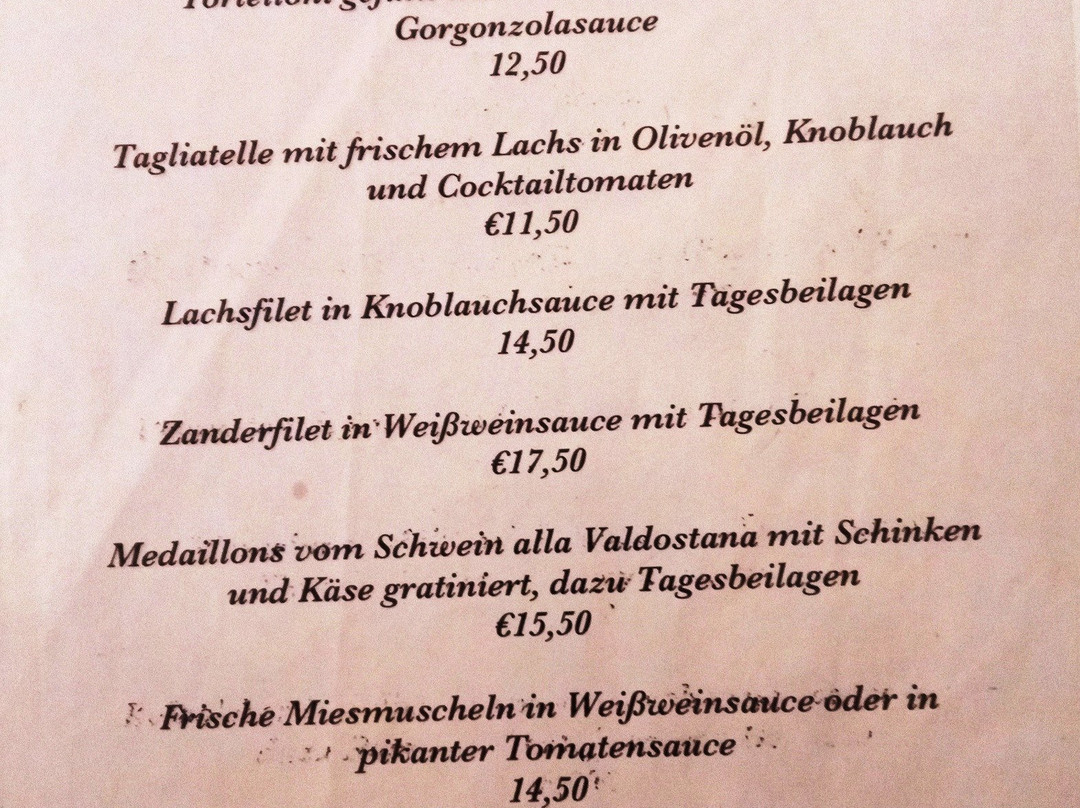 Gorgonzolasauce
12,50
Tagliatelle mit frischem Lachs in Olivenöl, Knoblauch
und Cocktailtomaten
€11,50
Lachsfilet in Knoblauchsauce mit Tagesbeilagen
14,50
Zanderfilet in Weißweinsauce mit Tagesbeilagen
€17,50
Medaillons vom Schwein alla Valdostana mit Schinken
und Käse gratiniert, dazu Tagesbeilagen
€15,50
Frische Miesmuscheln in Weißweinsauce oder in
pikanter Tomatensauce
14,50